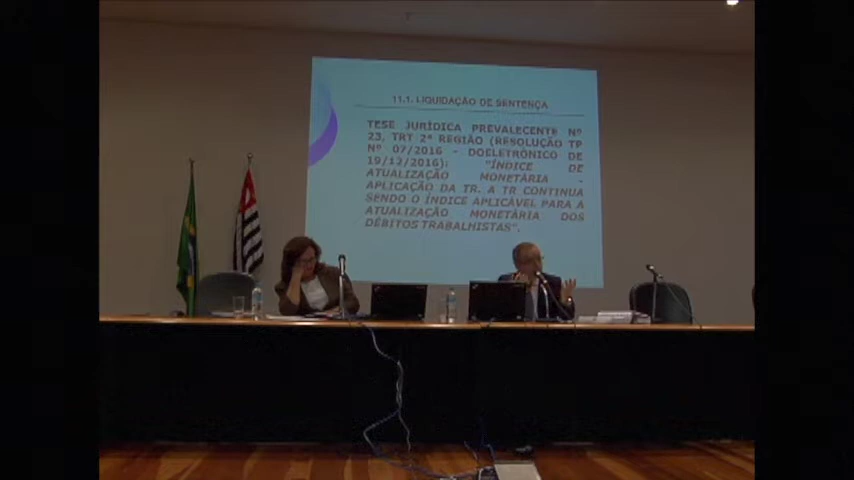 11.1. LIQUIDAÇÃO DE SENTENÇA
TESE JURÍDICA PREVALECENTE Nº
23, TRT 2ª REGIÃO (RESOLUÇÃO TP
Nº 07/2016 - DOELETRÔNICO DE
19/12/2016): "ÍNDICE DE
ATUALIZAÇÃO MONETÁRIA -
APLICAÇÃO DA TR. A TR CONTINUA
SENDO O ÍNDICE APLICÁVEL PARA A
ATUALIZAÇÃO MONETÁRIA DOS
DÉBITOS TRABALHISTAS".